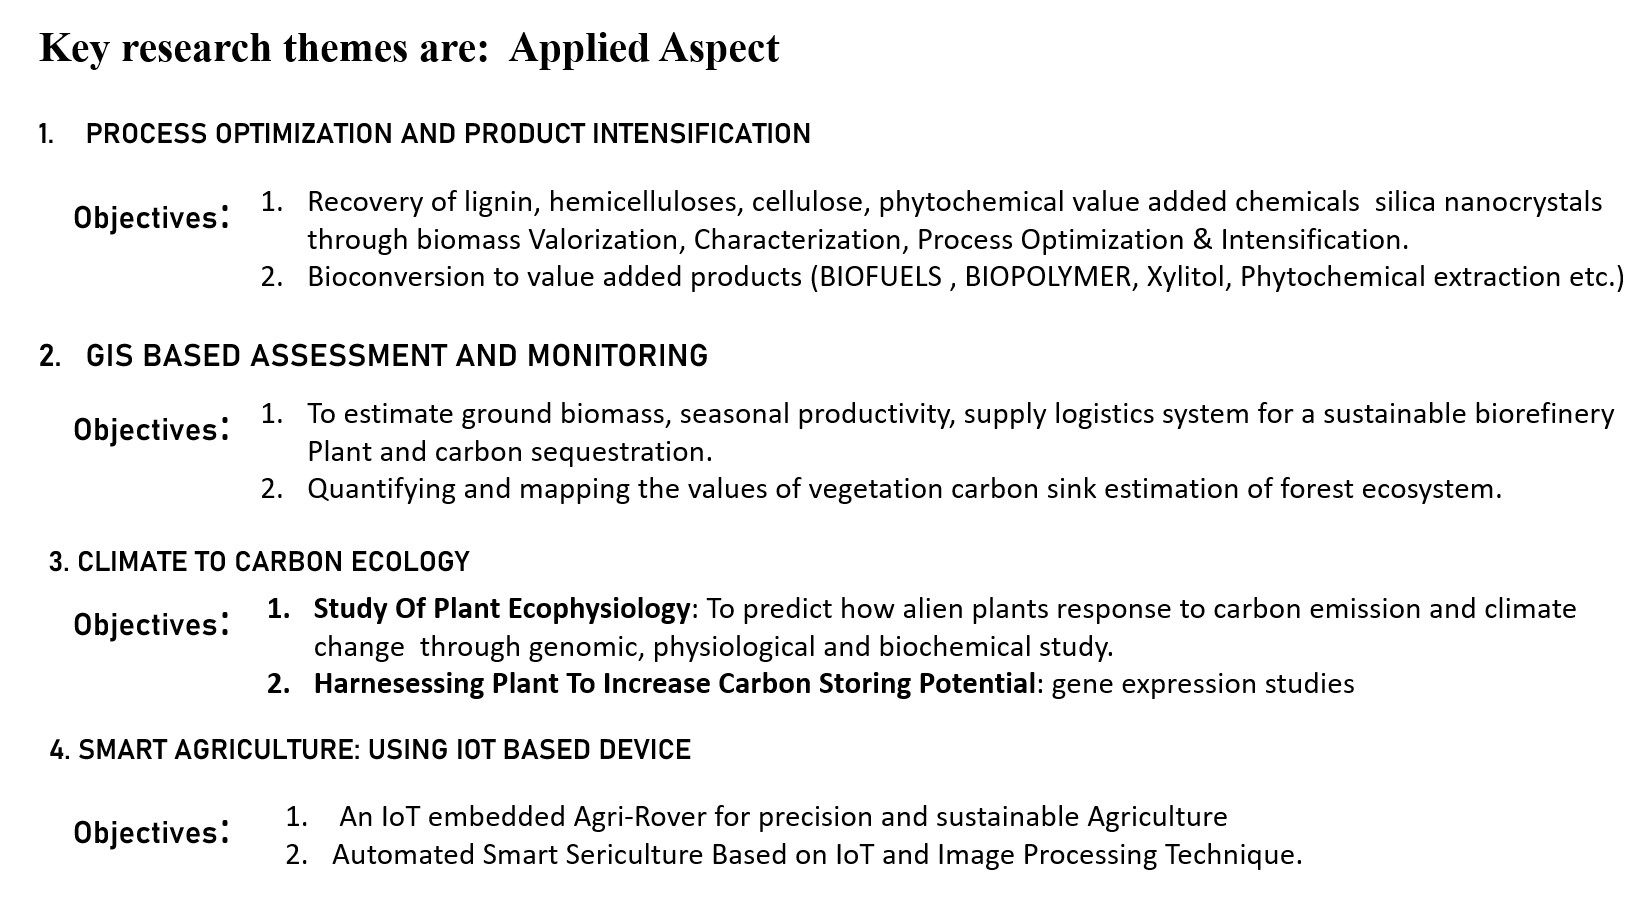 Key research themes are:  Applied Aspect
1. PROCESS OPTIMIZATION AND PRODUCT INTENSIFICATION
Objectives:
1. Recovery of lignin, hemicelluloses, cellulose, phytochemical value added chemicals  silica nanocrystals
through biomass Valorization, Characterization, Process Optimization & Intensification.
2. Bioconversion to value added products (BIOFUELS , BIOPOLYMER, Xylitol, Phytochemical extraction etc.)
2. GIS BASED ASSESSMENT AND MONITORING
Objectives:
1. To estimate ground biomass, seasonal productivity, supply logistics system for a sustainable biorefinery
Plant and carbon sequestration.
2. Quantifying and mapping the values of vegetation carbon sink estimation of forest ecosystem.
3. CLIMATE TO CARBON ECOLOGY
Objectives:
1. Study Of Plant Ecophysiology: To predict how alien plants response to carbon emission and climate
change  through genomic, physiological and biochemical study.
2. Harnesessing Plant To Increase Carbon Storing Potential: gene expression studies
4. SMART AGRICULTURE: USING IOT BASED DEVICE
Objectives:
1. An IoT embedded Agri-Rover for precision and sustainable Agriculture
2. Automated Smart Sericulture Based on IoT and Image Processing Technique.